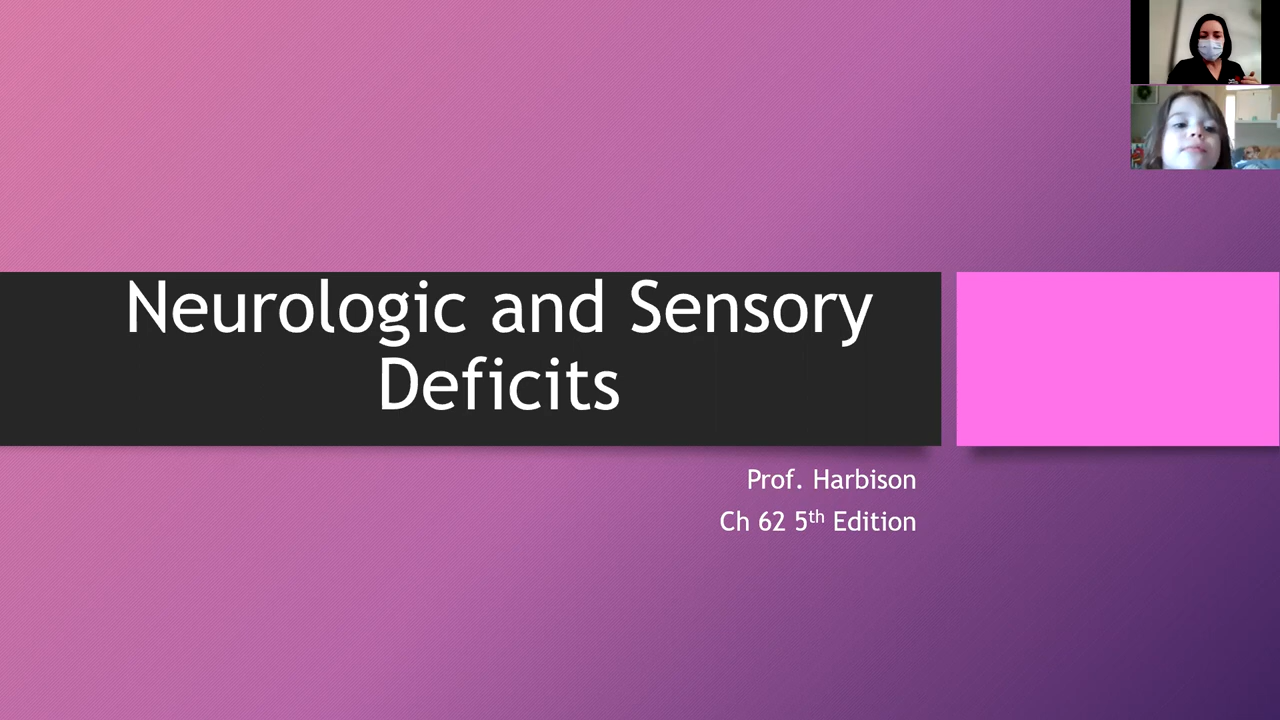 Neurologic and Sensory
Deficits
Prof. Harbison
Ch 62 5th Edition